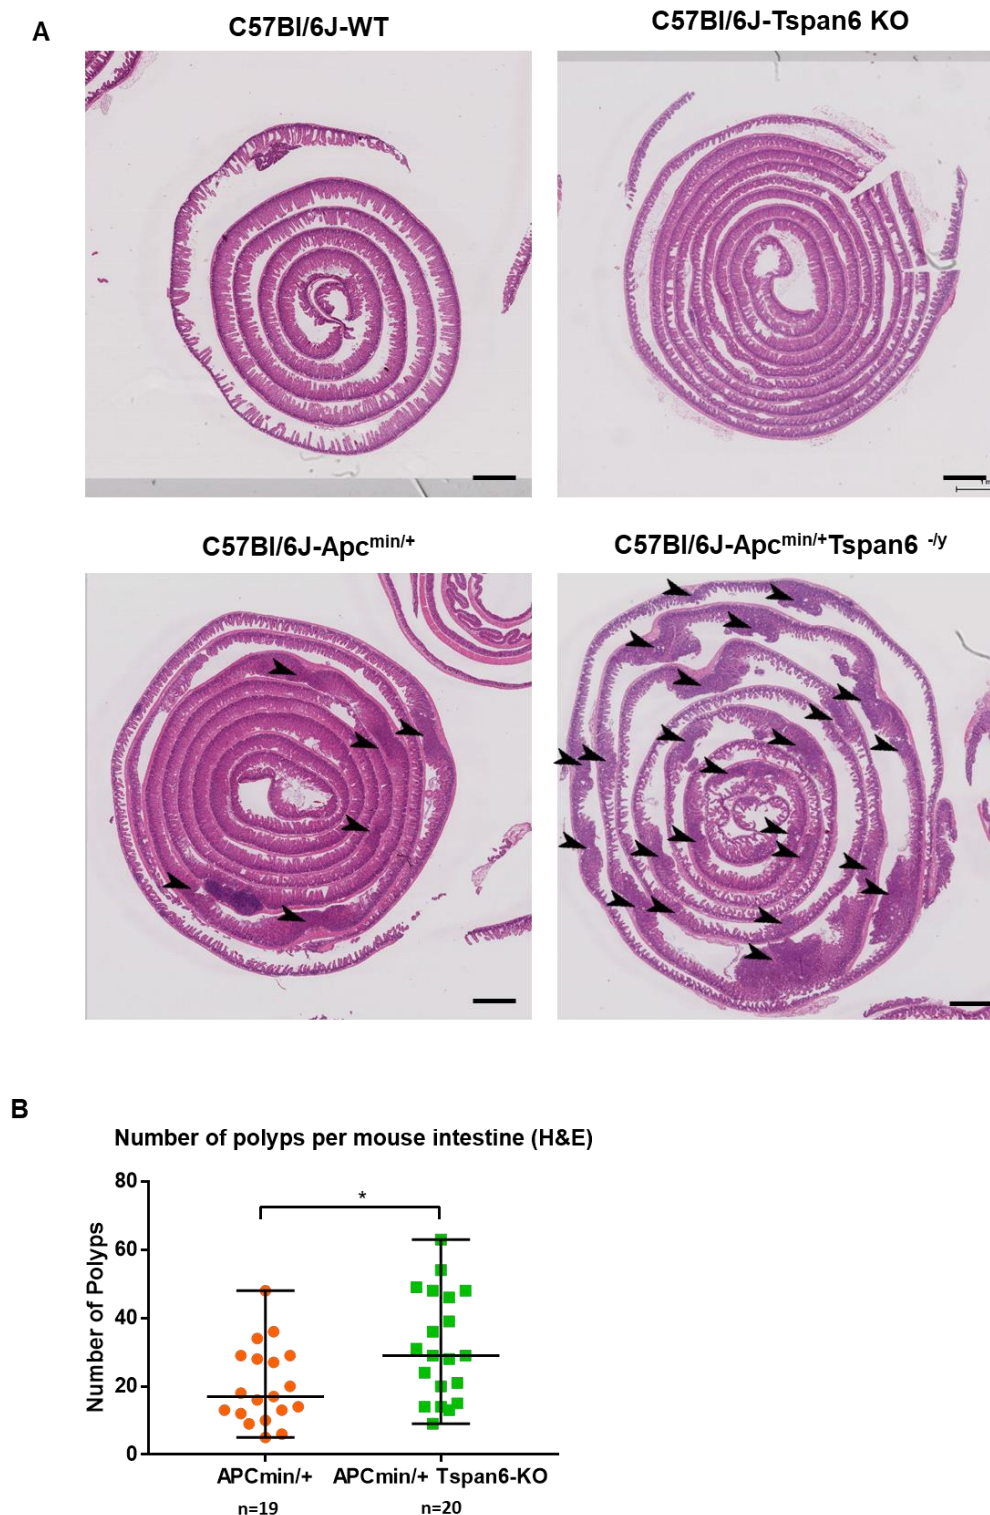 A
C57Bl/6J-WT
C57Bl/6J-Tspan6 KO
C57Bl/6J-Apcmin/+
C57Bl/6J-Apcmin/+Tspan6 -/y
B
Number of polyps per mouse intestine (H&E)
Number of Polyps
80
60
40
20
0
*
APCmin/+
APCmin/+ Tspan6-KO
n=19
n=20